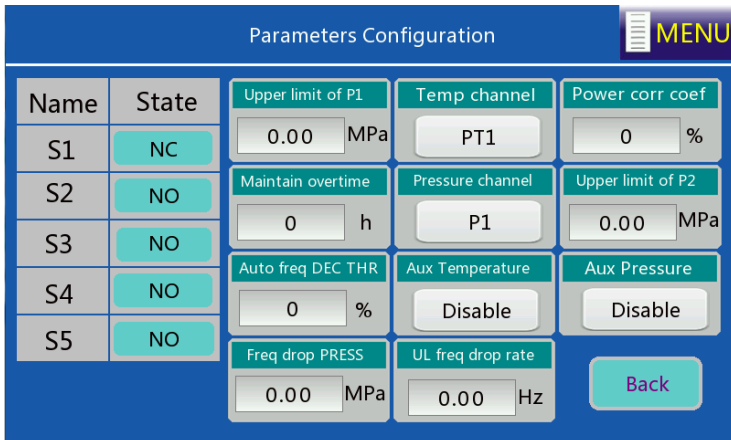 Parameters Configuration
MENU
Name State
S1 NC
S2 NO
S3 NO
S4 NO
S5 NO
Upper limit of P1 Temp channel Power corr coef
0.00 MPa PT1 0 %
Maintain overtime Pressure channel Upper limit of P2
0 h P1 0.00 MPa
Auto freq DEC THR Aux Temperature Aux Pressure
0 % Disable Disable
Freq drop PRESS UL freq drop rate
0.00 MPa 0.00 Hz
Back